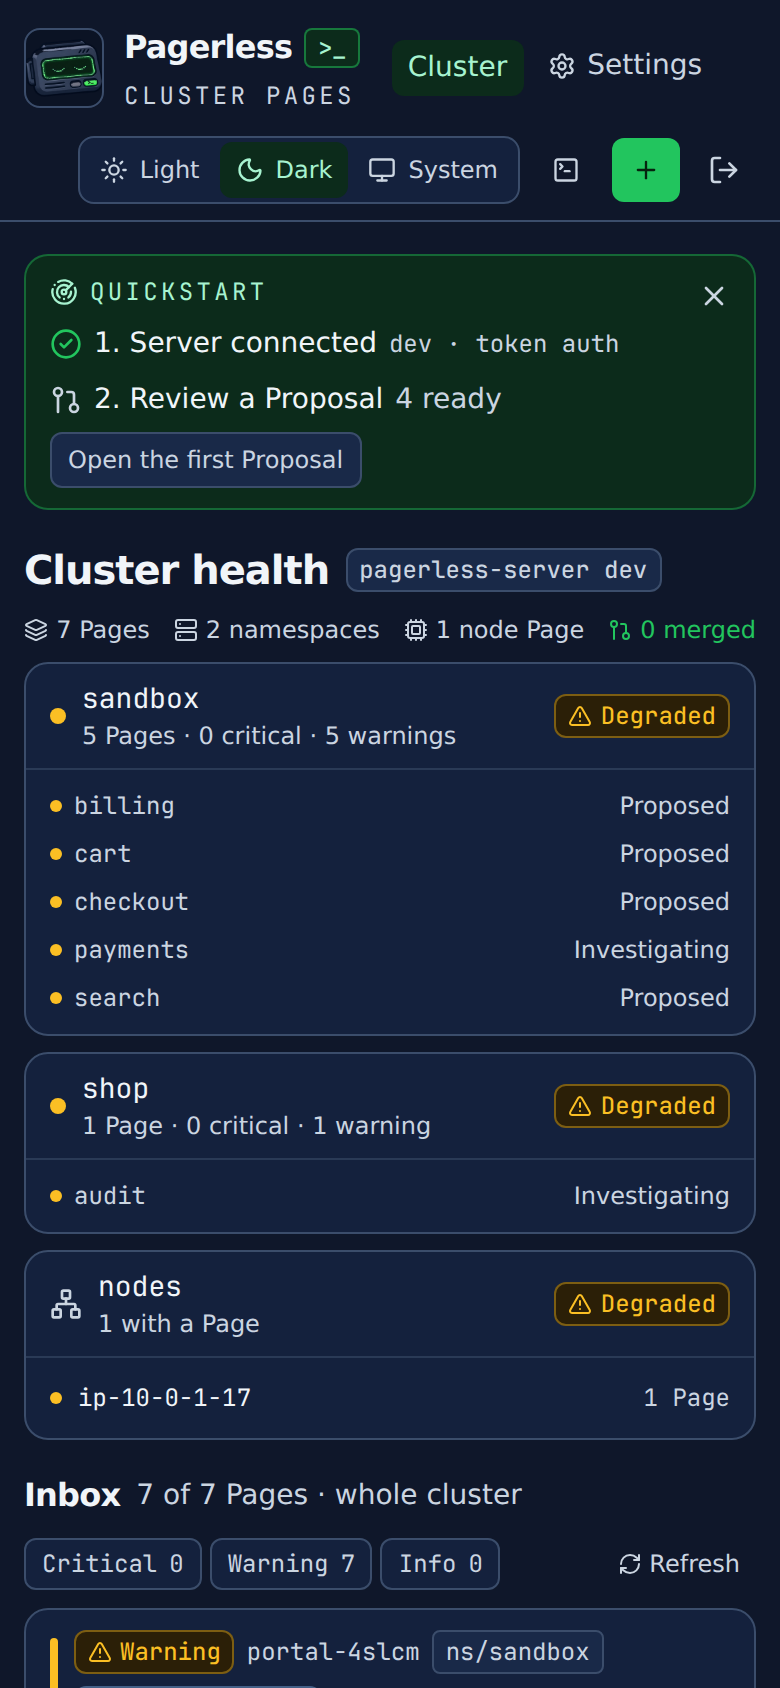 Pagerless >_
CLUSTER PAGES
Cluster
Settings
Light
Dark
System
QUICKSTART
1. Server connected dev · token auth
2. Review a Proposal 4 ready
Open the first Proposal
Cluster health pagerless-server dev
7 Pages 2 namespaces 1 node Page 0 merged
sandbox
5 Pages · 0 critical · 5 warnings
Degraded
billing Proposed
cart Proposed
checkout Proposed
payments Investigating
search Proposed
shop
1 Page · 0 critical · 1 warning
Degraded
audit Investigating
nodes
1 with a Page
Degraded
ip-10-0-1-17 1 Page
Inbox 7 of 7 Pages · whole cluster
Critical 0 Warning 7 Info 0 Refresh
Warning portal-4slcm ns/sandbox